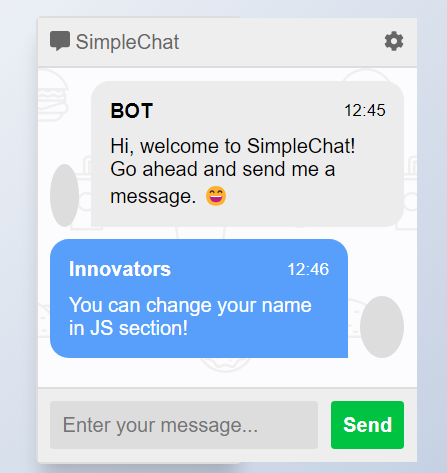 SimpleChat
BOT 12:45
Hi, welcome to SimpleChat!
Go ahead and send me a
message. 😄
Innovators 12:46
You can change your name
in JS section!
Enter your message... Send